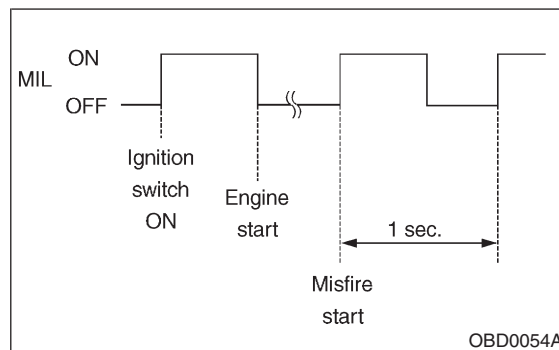 ON
MIL
OFF
Ignition
switch
ON
Engine
start
1 sec.
Misfire
start
OBD0054A